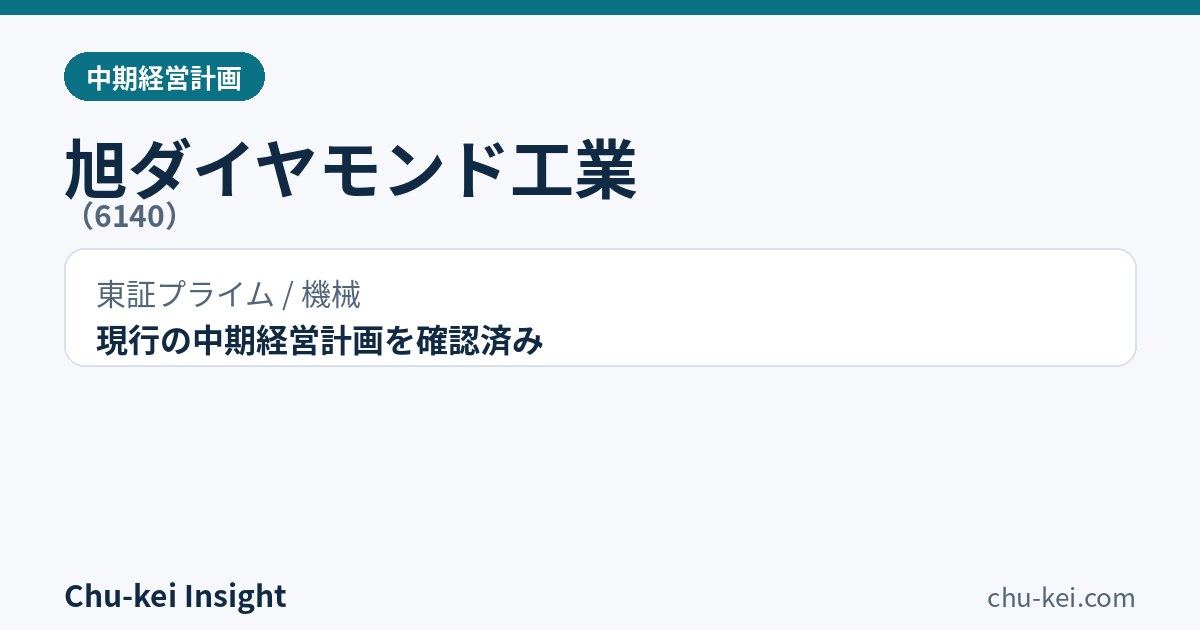 中期経営計画
旭ダイヤモンド工業
（6140）
東証プライム / 機械
現行の中期経営計画を確認済み
Chu-kei Insight
chu-kei.com